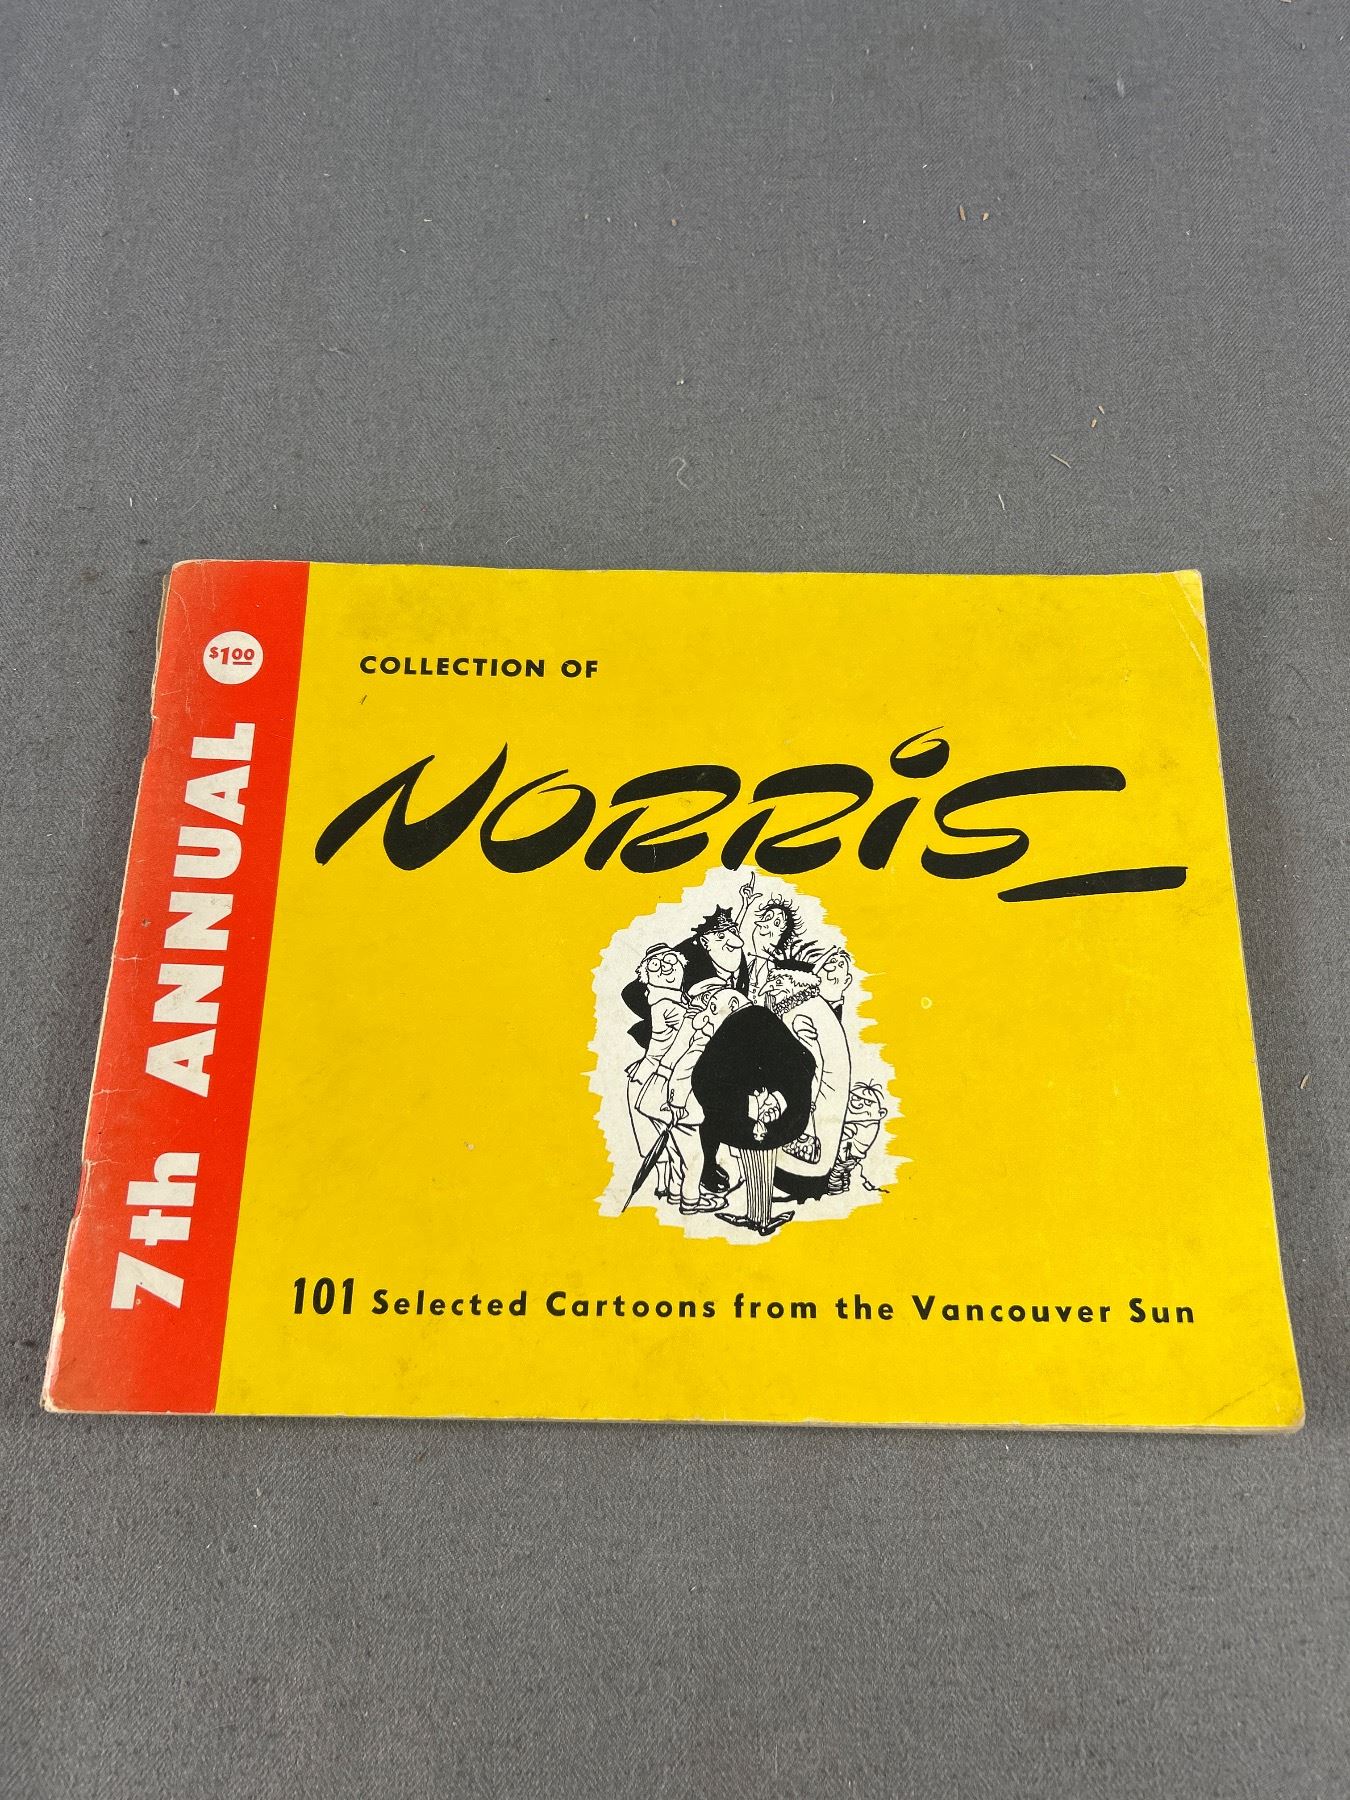 $1.00
7th ANNUAL
COLLECTION OF
NORRIS
101 Selected Cartoons from the Vancouver Sun